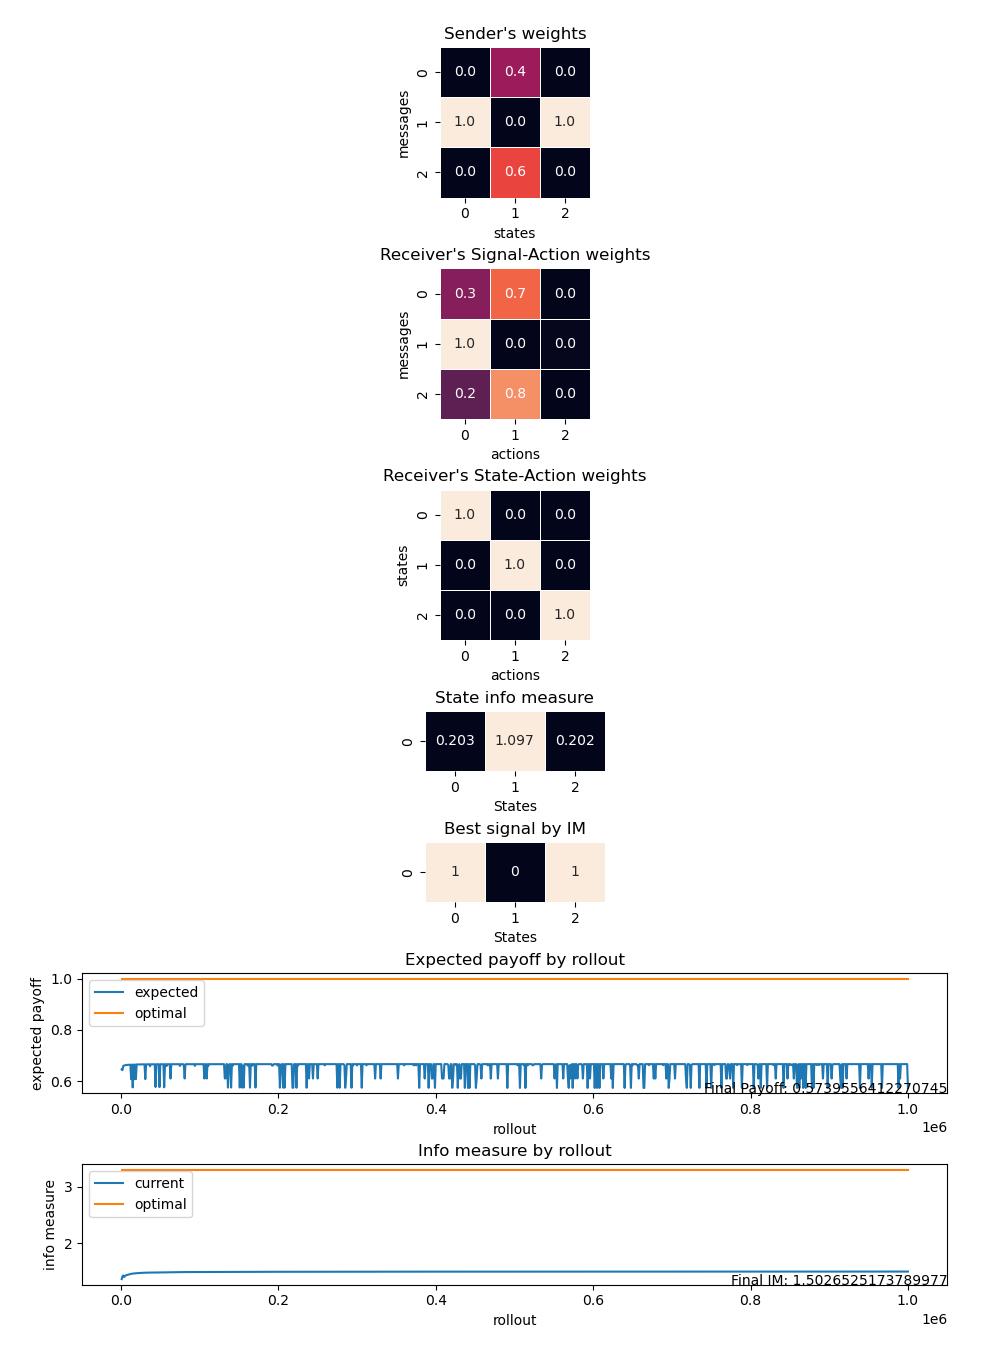 Sender's weights
0 0.0 0.4 0.0
messages
1 1.0 0.0 1.0
2 0.0 0.6 0.0
0 1 2
states
Receiver's Signal-Action weights
0 0.3 0.7 0.0
messages
1 1.0 0.0 0.0
2 0.2 0.8 0.0
0 1 2
actions
Receiver's State-Action weights
0 1.0 0.0 0.0
states
1 0.0 1.0 0.0
2 0.0 0.0 1.0
0 1 2
actions
State info measure
0 0.203 1.097 0.202
0 1 2
States
Best signal by IM
0 1 0 1
0 1 2
States
Expected payoff by rollout
expected payoff
1.0
0.8
0.6
expected
optimal
Final Payoff: 0.5739556412270745
0.0 0.2 0.4 0.6 0.8 1.0
1e6
rollout
Info measure by rollout
info measure
3
2
current
optimal
Final IM: 1.5026525173789977
0.0 0.2 0.4 0.6 0.8 1.0
1e6
rollout